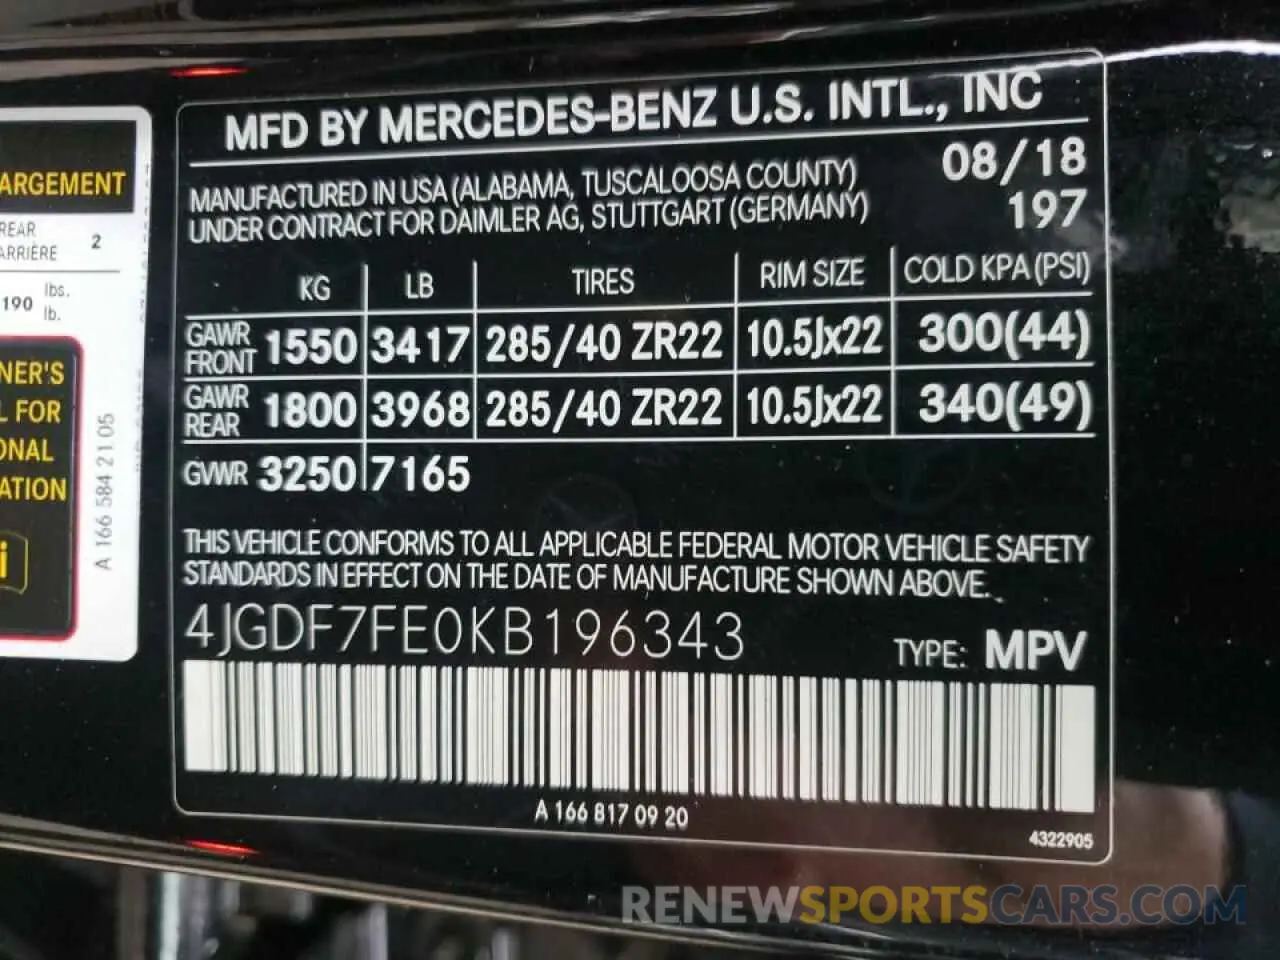 ARGEMENT
REAR
ARRIÈRE 2
190 lbs.
lb.
NER'S
L FOR
ONAL
ATION
i
A 166 584 21 05
MFD BY MERCEDES-BENZ U.S. INTL., INC
MANUFACTURED IN USA (ALABAMA, TUSCALOOSA COUNTY) 08/18
UNDER CONTRACT FOR DAIMLER AG, STUTTGART (GERMANY) 197
KG LB TIRES RIM SIZE COLD KPA (PSI)
GAWR FRONT 1550 3417 285/40 ZR22 10.5Jx22 300(44)
GAWR REAR 1800 3968 285/40 ZR22 10.5Jx22 340(49)
GVWR 3250 7165
THIS VEHICLE CONFORMS TO ALL APPLICABLE FEDERAL MOTOR VEHICLE SAFETY
STANDARDS IN EFFECT ON THE DATE OF MANUFACTURE SHOWN ABOVE.
4JGDF7FE0KB196343 TYPE: MPV
A 166 817 09 20
4322905
RENEWSPORTSCARS.COM